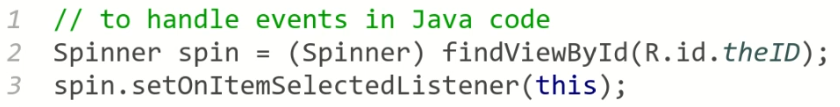 1 // to handle events in Java code
2 Spinner spin = (Spinner) findViewById(R.id.theID);
3 spin.setOnItemSelectedListener(this);